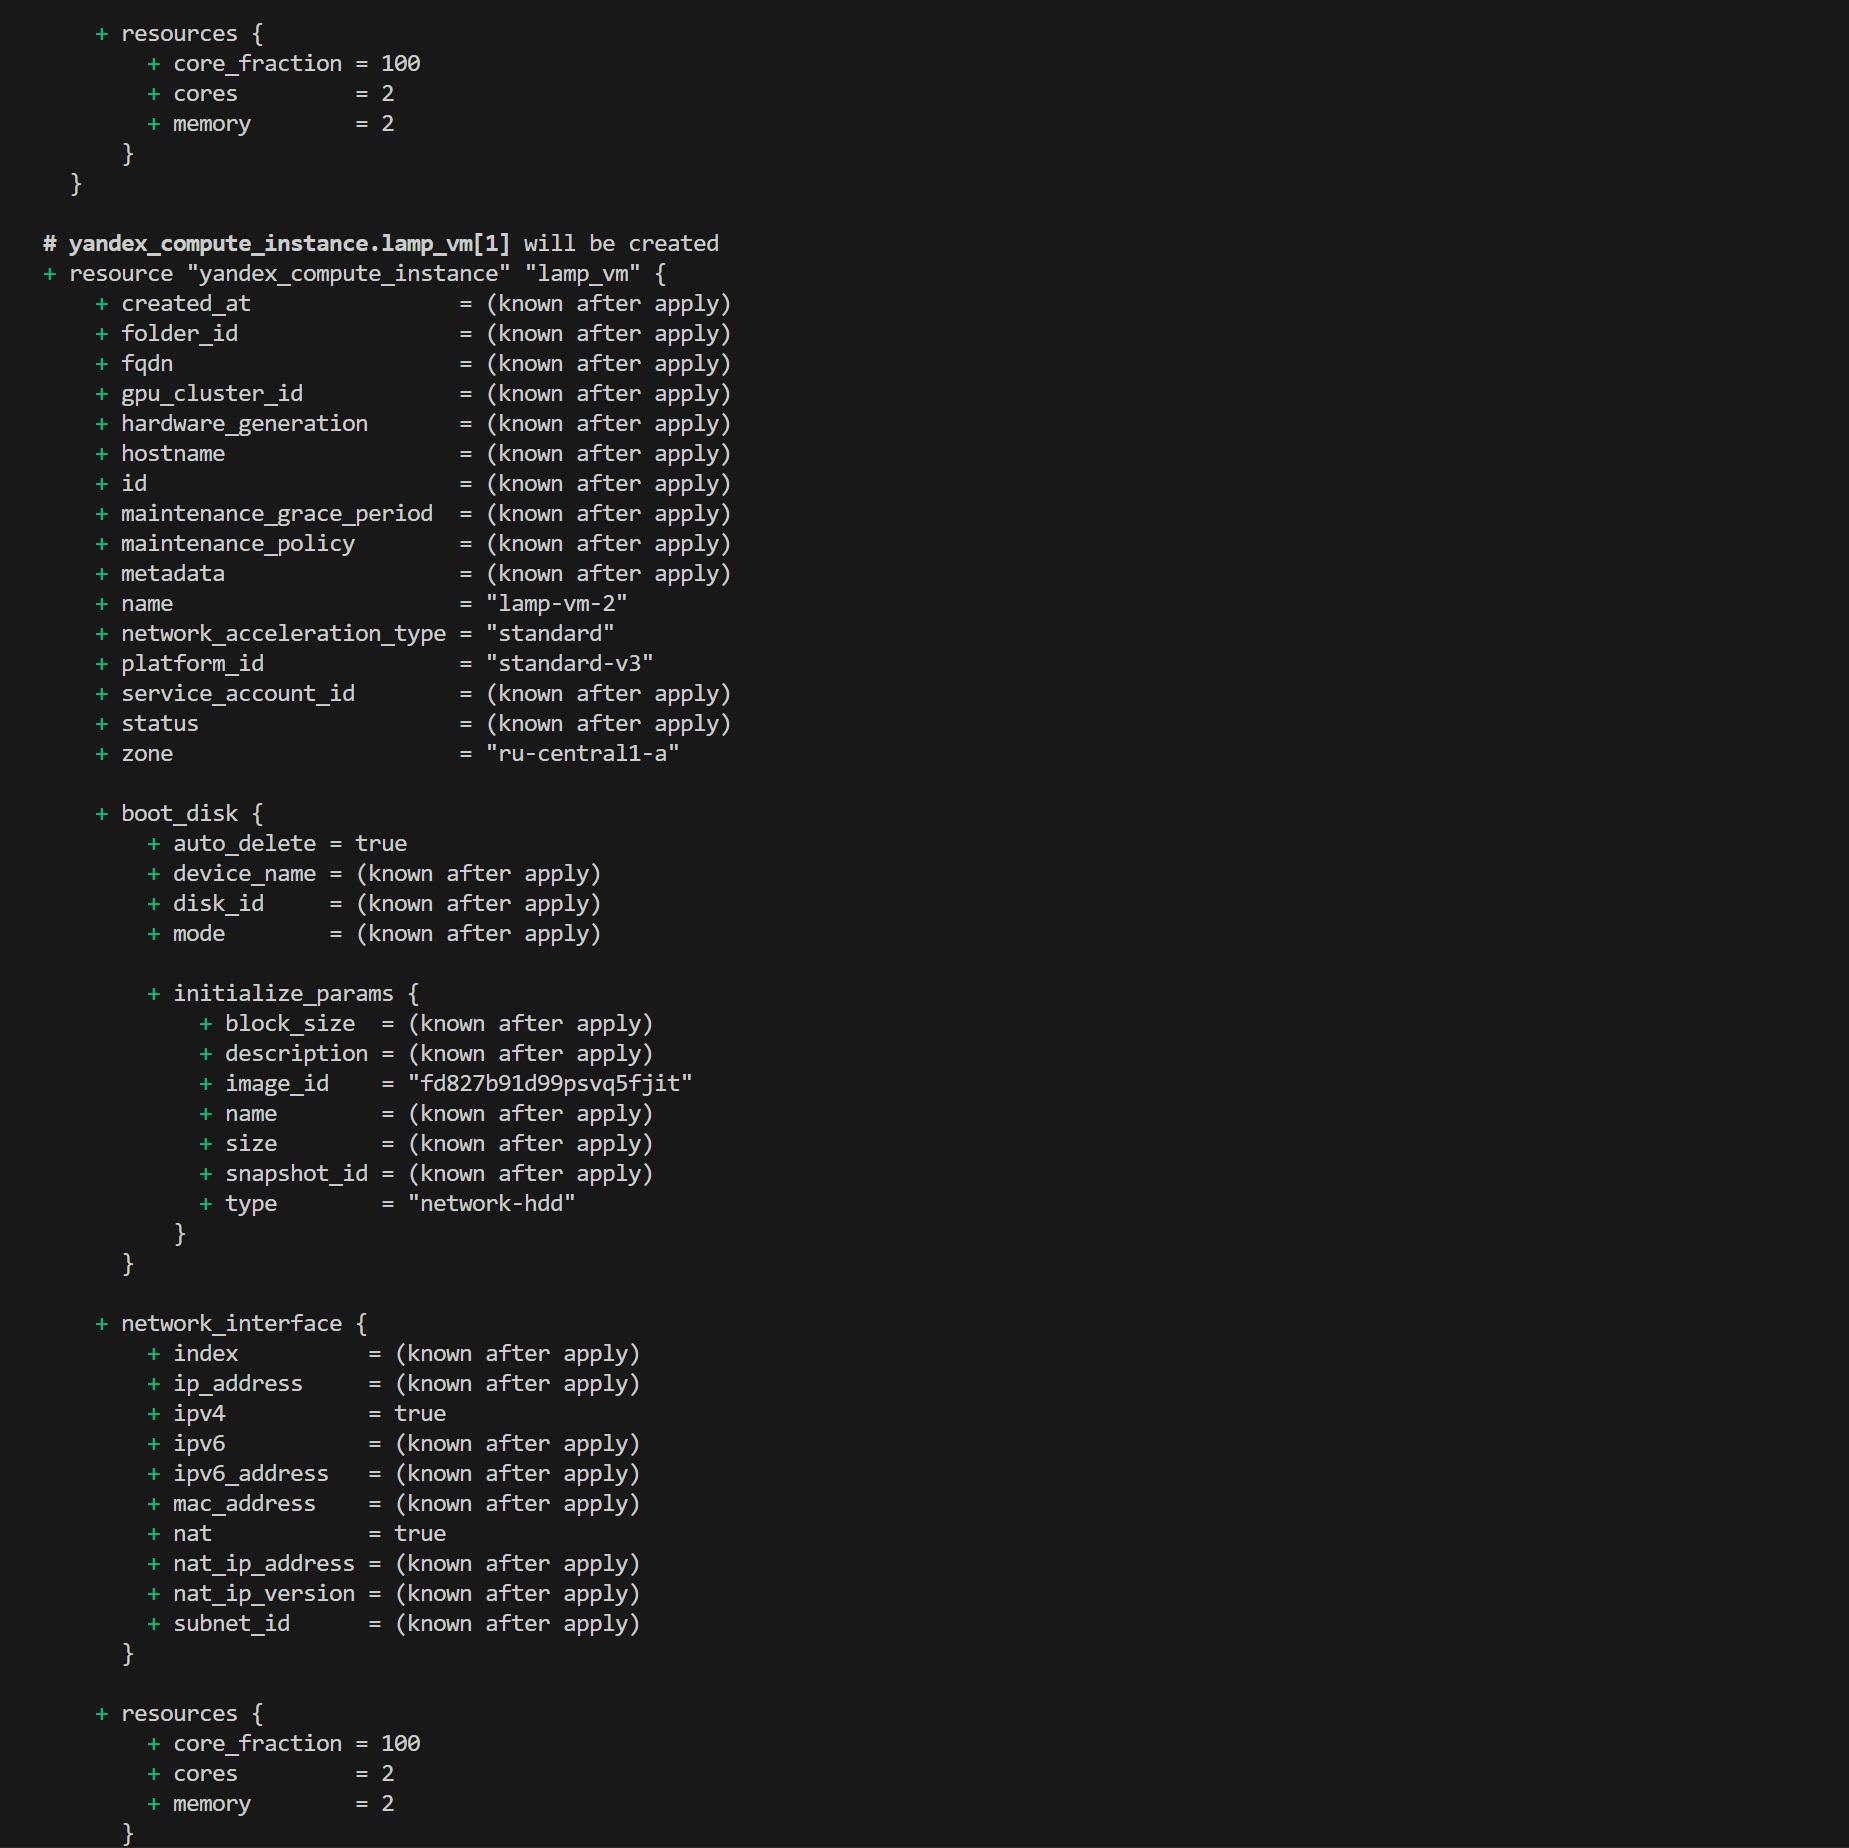 + resources {
          + core_fraction = 100
          + cores         = 2
          + memory        = 2
        }
    }

  # yandex_compute_instance.lamp_vm[1] will be created
  + resource "yandex_compute_instance" "lamp_vm" {
      + created_at                = (known after apply)
      + folder_id                 = (known after apply)
      + fqdn                      = (known after apply)
      + gpu_cluster_id            = (known after apply)
      + hardware_generation       = (known after apply)
      + hostname                  = (known after apply)
      + id                        = (known after apply)
      + maintenance_grace_period  = (known after apply)
      + maintenance_policy        = (known after apply)
      + metadata                  = (known after apply)
      + name                      = "lamp-vm-2"
      + network_acceleration_type = "standard"
      + platform_id               = "standard-v3"
      + service_account_id        = (known after apply)
      + status                    = (known after apply)
      + zone                      = "ru-central1-a"

      + boot_disk {
          + auto_delete = true
          + device_name = (known after apply)
          + disk_id     = (known after apply)
          + mode        = (known after apply)

          + initialize_params {
              + block_size  = (known after apply)
              + description = (known after apply)
              + image_id    = "fd827b91d99psvq5fjit"
              + name        = (known after apply)
              + size        = (known after apply)
              + snapshot_id = (known after apply)
              + type        = "network-hdd"
            }
        }

      + network_interface {
          + index          = (known after apply)
          + ip_address     = (known after apply)
          + ipv4           = true
          + ipv6           = (known after apply)
          + ipv6_address   = (known after apply)
          + mac_address    = (known after apply)
          + nat            = true
          + nat_ip_address = (known after apply)
          + nat_ip_version = (known after apply)
          + subnet_id      = (known after apply)
        }

      + resources {
          + core_fraction = 100
          + cores         = 2
          + memory        = 2
        }